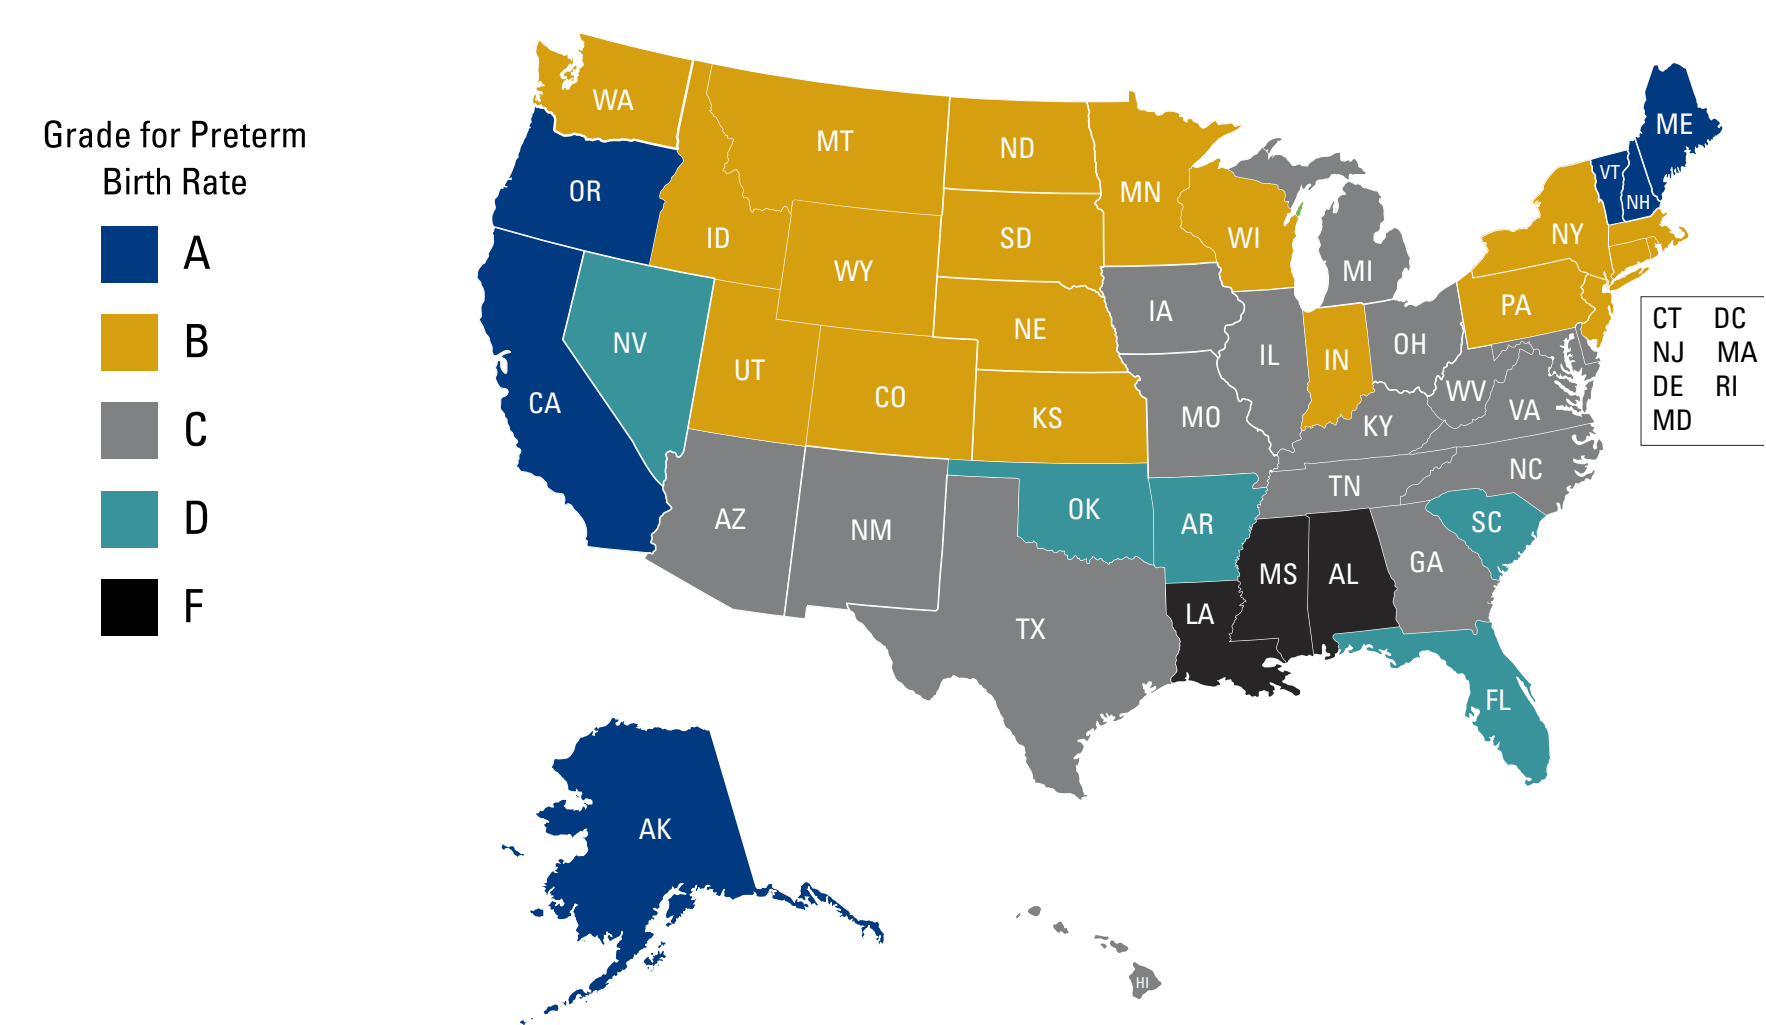 Grade for Preterm
Birth Rate
A
B
C
D
F
WA
OR
CA
NV
ID
MT
WY
UT
CO
AZ
NM
ND
SD
NE
KS
OK
TX
MN
IA
MO
AR
LA
WI
IL
MI
IN
OH
KY
TN
MS
AL
GA
FL
SC
NC
VA
WV
PA
NY
VT
NH
ME
CT DC
NJ MA
DE RI
MD
AK
HI